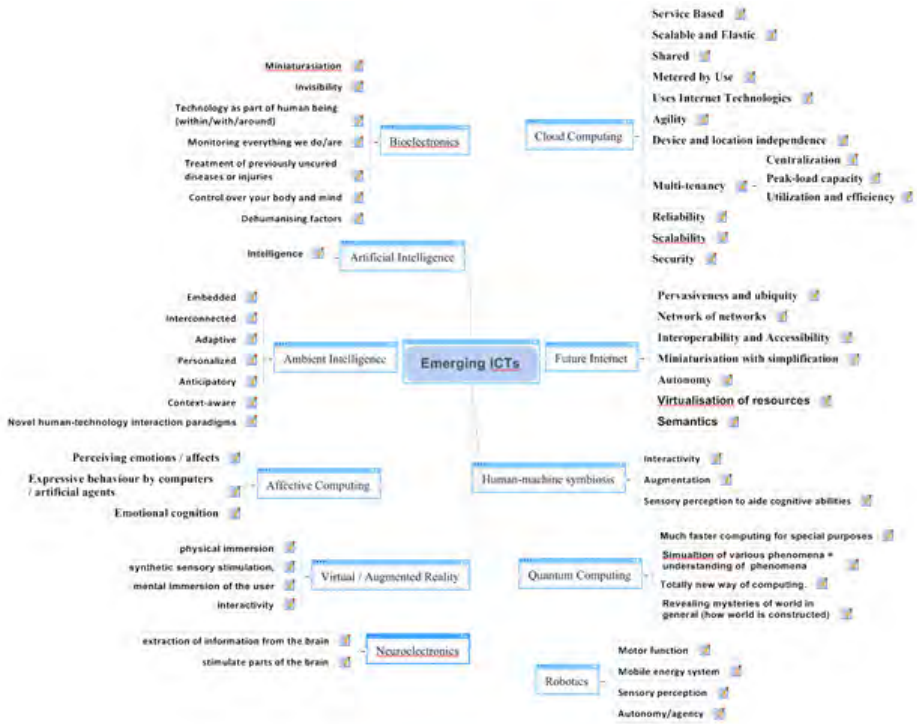 Emerging ICTs
Bioelectronics
Miniaturasiation
Invisibility
Technology as part of human being
(within/with/around)
Monitoring everything we do/are
Treatment of previously uncured
diseases or injuries
Control over your body and mind
Dehumanising factors
Artificial Intelligence
Intelligence
Ambient Intelligence
Embedded
Interconnected
Adaptive
Personalized
Anticipatory
Context-aware
Novel human-technology interaction paradigms
Affective Computing
Perceiving emotions / affects
Expressive behaviour by computers
/ artificial agents
Emotional cognition
Virtual / Augmented Reality
physical immersion
synthetic sensory stimulation,
mental immersion of the user
interactivity
Neuroelectronics
extraction of information from the brain
stimulate parts of the brain
Cloud Computing
Service Based
Scalable and Elastic
Shared
Metered by Use
Uses Internet Technologies
Agility
Device and location independence
Multi-tenancy
Centralization
Peak-load capacity
Utilization and efficiency
Reliability
Scalability
Security
Future Internet
Pervasiveness and ubiquity
Network of networks
Interoperability and Accessibility
Miniaturisation with simplification
Autonomy
Virtualisation of resources
Semantics
Human-machine symbiosis
Interactivity
Augmentation
Sensory perception to aide cognitive abilities
Quantum Computing
Much faster computing for special purposes
Simualtion of various phenomena =
understanding of phenomena
Totally new way of computing.
Revealing mysteries of world in
general (how world is constructed)
Robotics
Motor function
Mobile energy system
Sensory perception
Autonomy/agency